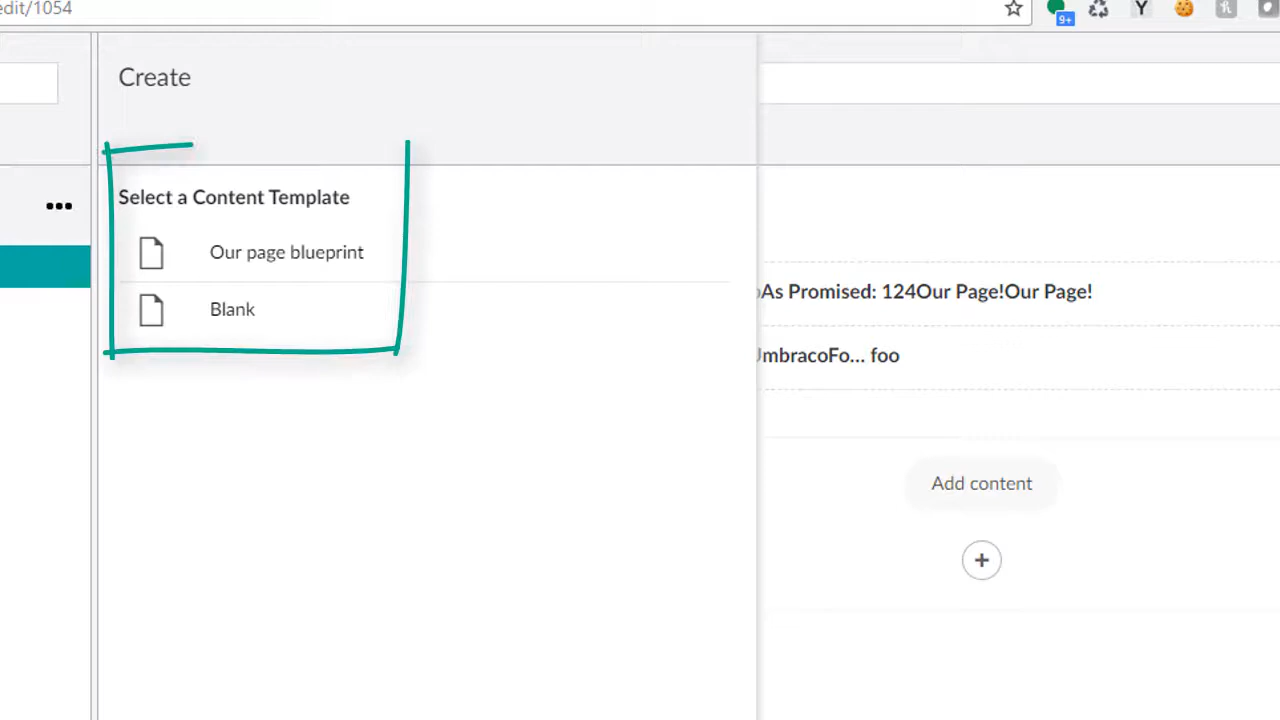 edit/1054
9+
Y
Create
Select a Content Template
Our page blueprint
Blank
As Promised: 124Our Page!Our Page!
UmbracoFo... foo
Add content